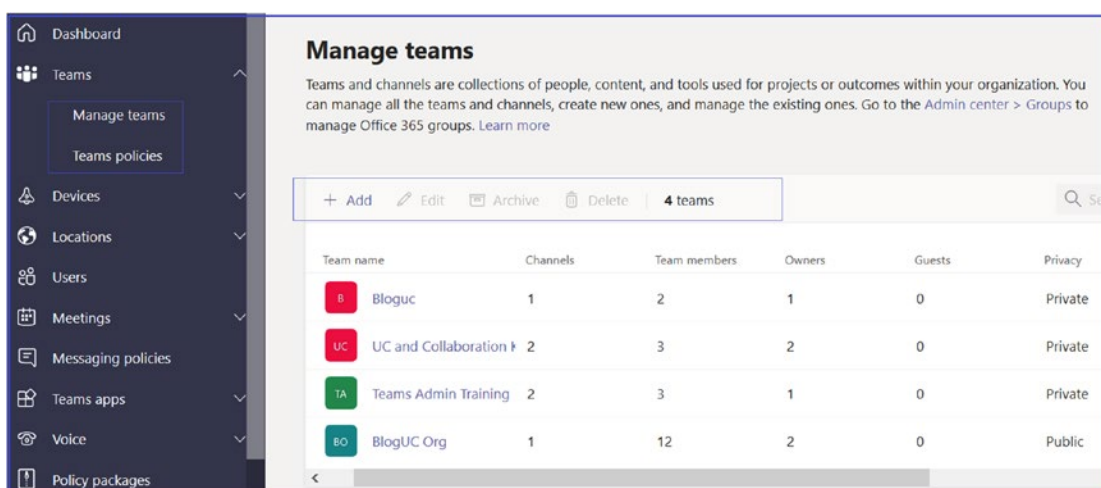 Dashboard
Teams
Manage teams
Teams policies
Devices
Locations
Users
Meetings
Messaging policies
Teams apps
Voice
Policy packages
Manage teams
Teams and channels are collections of people, content, and tools used for projects or outcomes within your organization. You
can manage all the teams and channels, create new ones, and manage the existing ones. Go to the Admin center > Groups to
manage Office 365 groups. Learn more
+ Add Edit Archive Delete | 4 teams
Team name Channels Team members Owners Guests Privacy
B Bloguc 1 2 1 0 Private
UC UC and Collaboration 2 3 2 0 Private
TA Teams Admin Training 2 3 1 0 Private
BO BlogUC Org 1 12 2 0 Public